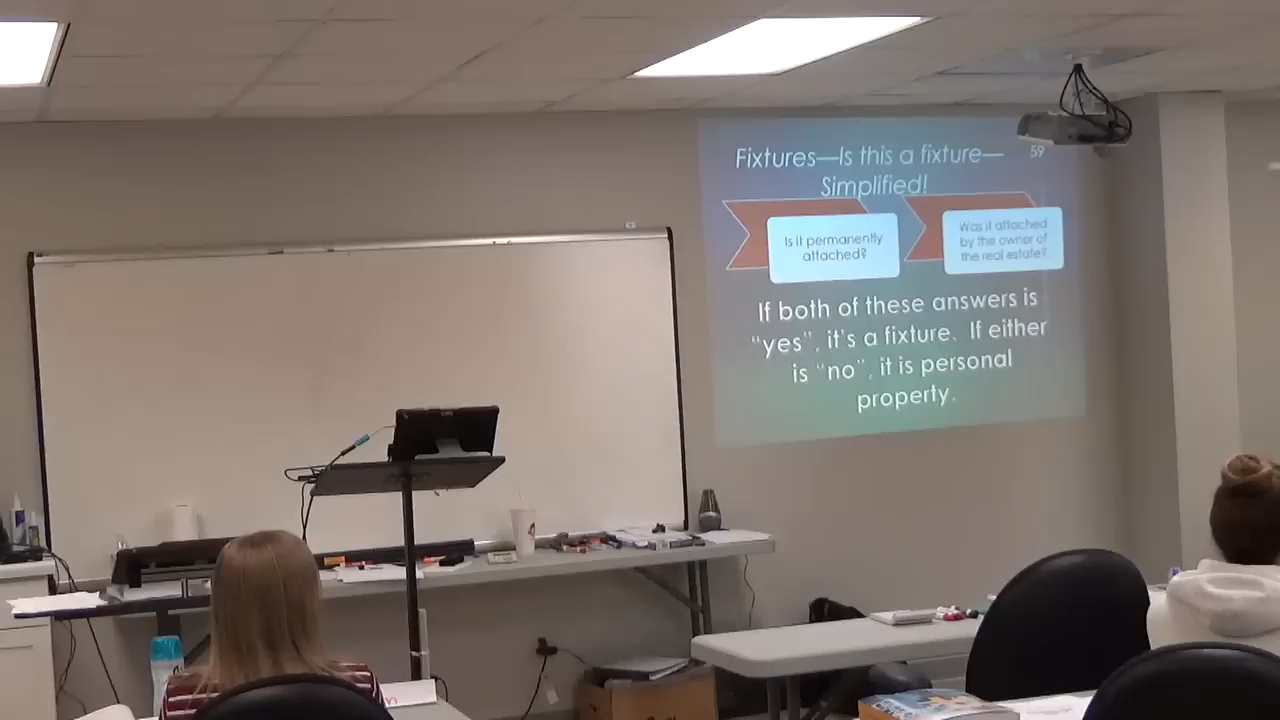 Fixtures—Is this a fixture—
Simplified!
59
Is it permanently
attached?
Was it attached
by the owner of
the real estate?
If both of these answers is
“yes”, it's a fixture. If either
is “no”, it is personal
property.